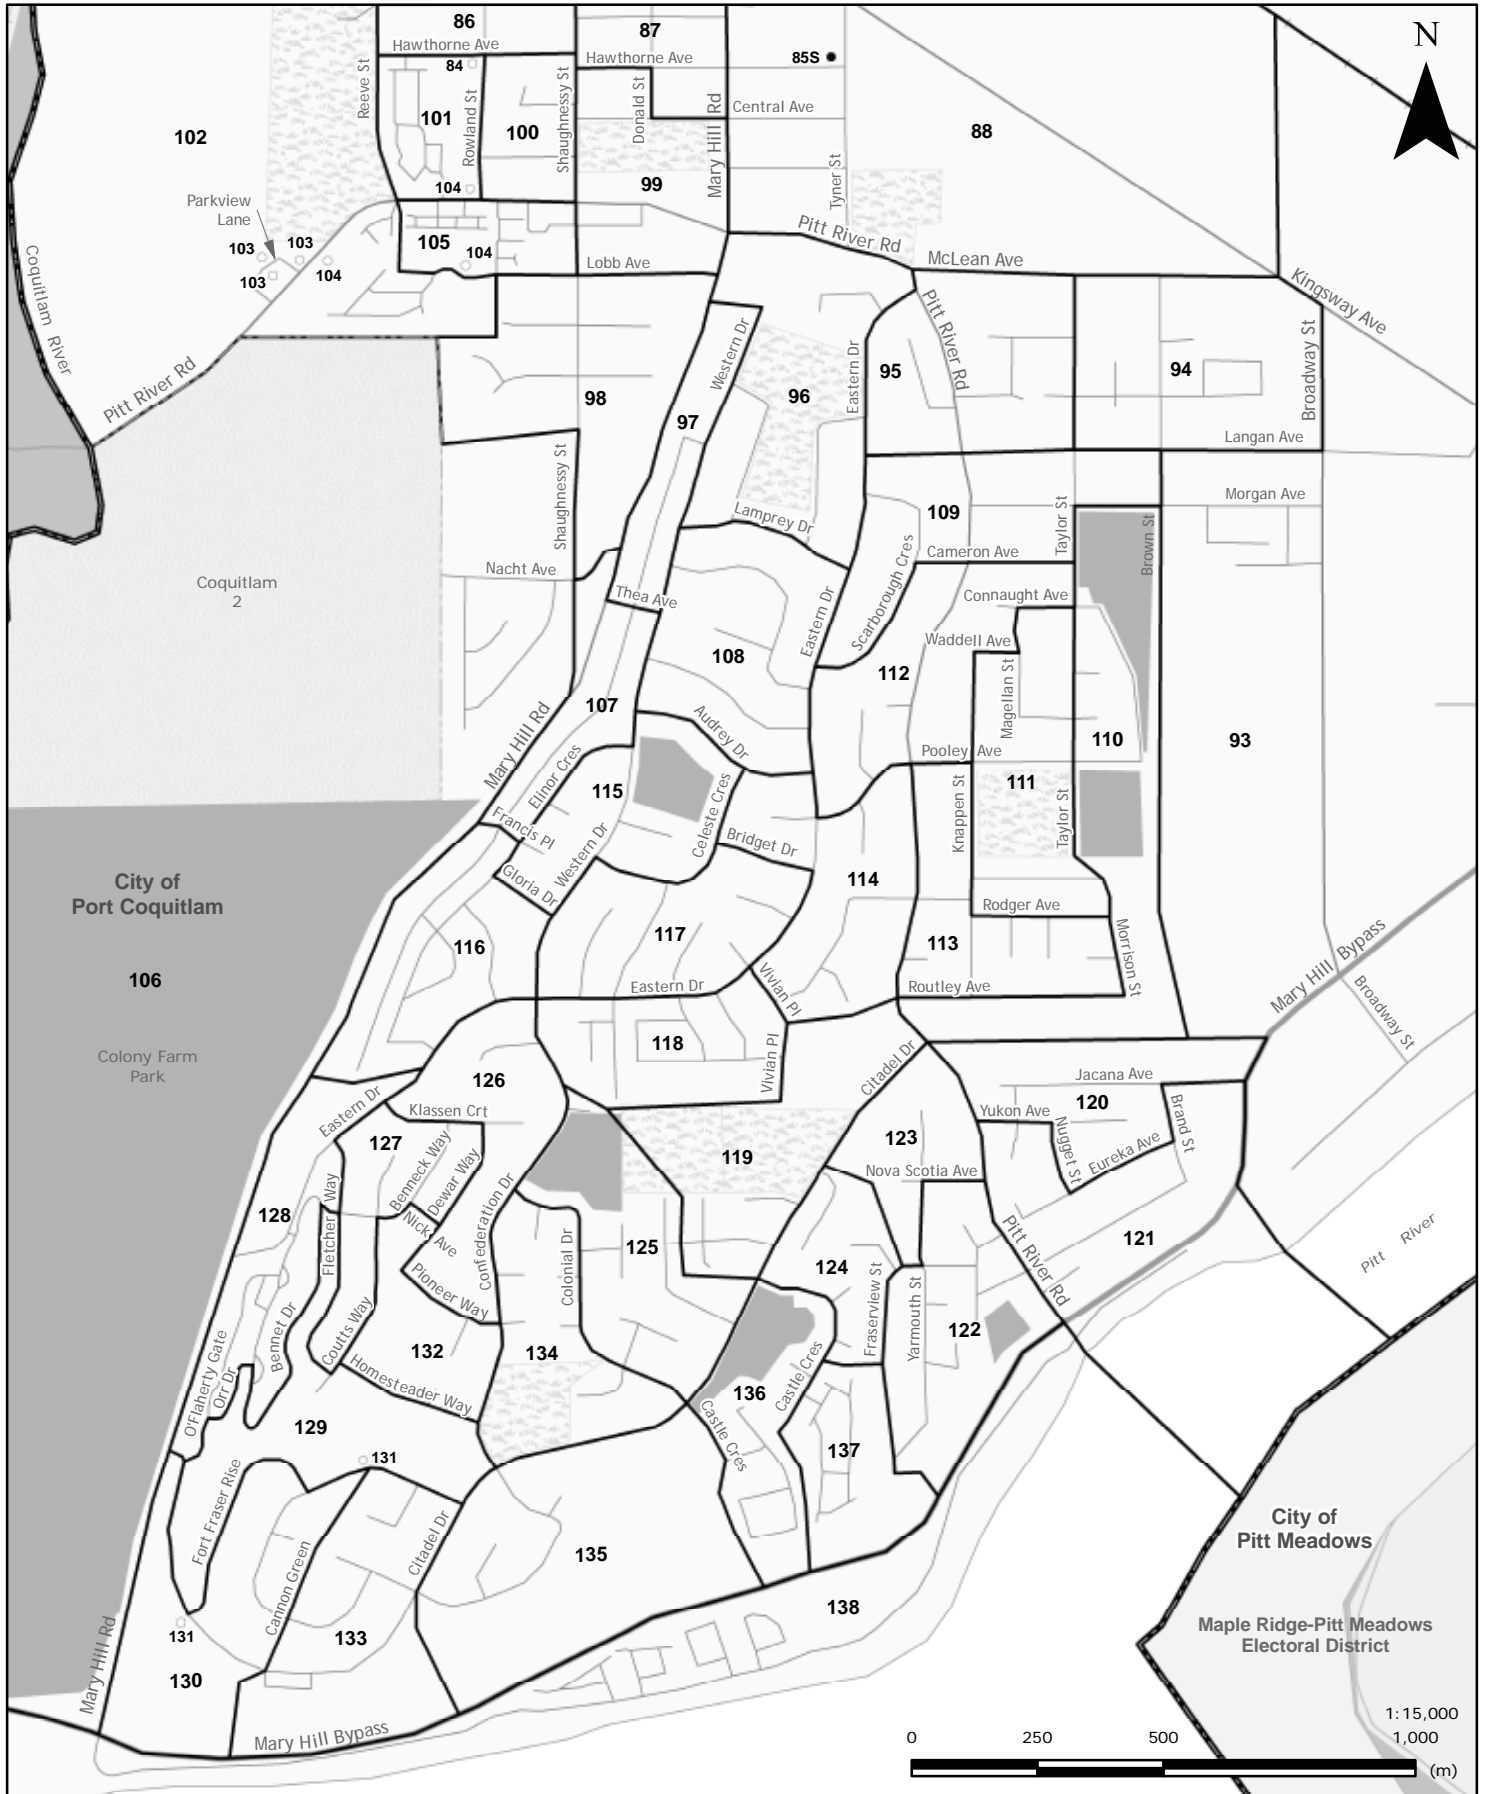 86
87
Hawthorne Ave
Hawthorne Ave
85S
N
84
Reeve St
101
Rowland St
100
Shaughnessy St
Donald St
Mary Hill Rd
Central Ave
102
88
99
Tyner St
104
Parkview
Lane
103
103
104
103
105
104
Lobb Ave
Pitt River Rd
McLean Ave
Kingsway Ave
Coquitlam River
Pitt River Rd
98
97
Western Dr
96
Eastern Dr
95
Pitt River Rd
94
Broadway St
Langan Ave
Shaughnessy St
Lamprey Dr
109
Taylor St
Morgan Ave
Brown St
Scarborough Cres
Cameron Ave
Nacht Ave
Coquitlam
2
Thea Ave
Eastern Dr
Connaught Ave
Waddell Ave
108
112
Magellan St
107
Audrey Dr
110
93
Mary Hill Rd
Pooley Ave
Elinor Cres
115
111
Celeste Cres
Knappen St
Taylor St
Francis Pl
Western Dr
Bridget Dr
Gloria Dr
City of
Port Coquitlam
114
Rodger Ave
116
117
113
Morrison St
106
Eastern Dr
Vivian Pl
Routley Ave
Mary Hill Bypass
Broadway St
Colony Farm
Park
118
Vivian Pl
126
Citadel Dr
Jacana Ave
Eastern Dr
Klassen Crt
Yukon Ave
120
Brand St
127
Benneck Way
123
Nugget St
Eureka Ave
119
Dewar Way
Nova Scotia Ave
Fletcher Way
Confederation Dr
128
Nicki Ave
Colonial Dr
125
Pitt River Rd
121
Pitt River
124
Pioneer Way
Fraserview St
Yarmouth St
Bennet Dr
Coutts Way
122
132
134
O'Flaherty Gate
Orr Dr
Homesteader Way
136
Castle Cres
Castle Cres
129
137
131
Fort Fraser Rise
City of
Pitt Meadows
Citadel Dr
135
Cannon Green
138
Maple Ridge-Pitt Meadows
Electoral District
131
133
Mary Hill Rd
130
Mary Hill Bypass
1:15,000
0 250 500 1,000
(m)